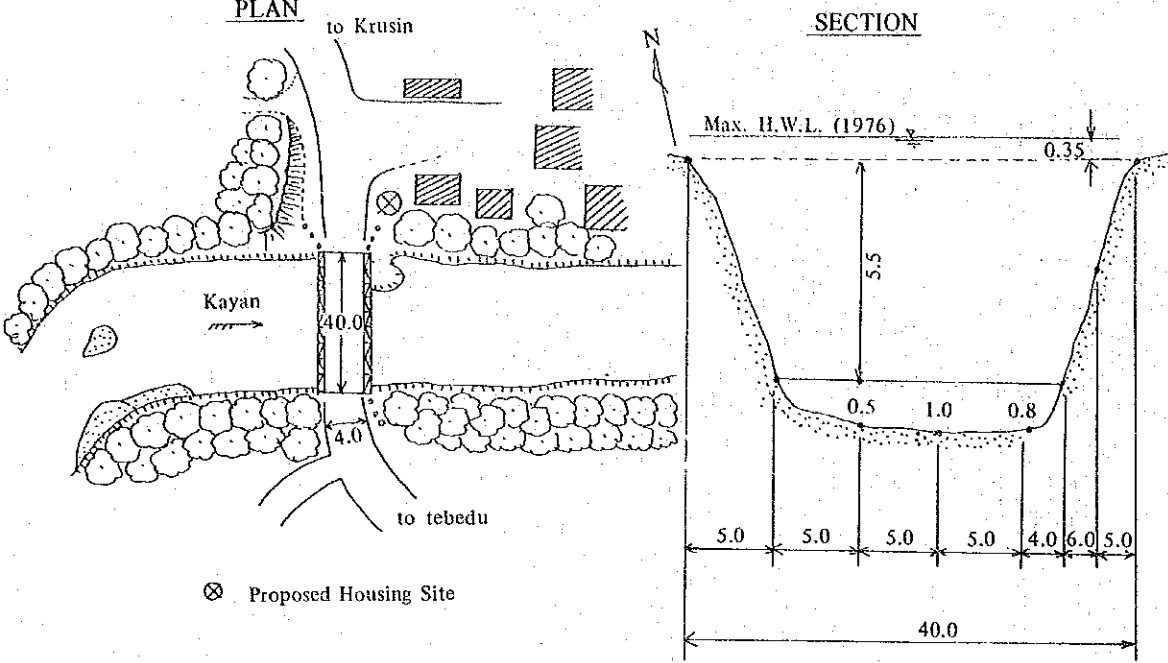 PLAN
to Krusin
Kayan
40.0
4.0
to tebedu
⊗ Proposed Housing Site
SECTION
N
Max. H.W.L. (1976)
0.35
5.5
0.5 1.0 0.8
5.0 5.0 5.0 5.0 4.0 6.0 5.0
40.0